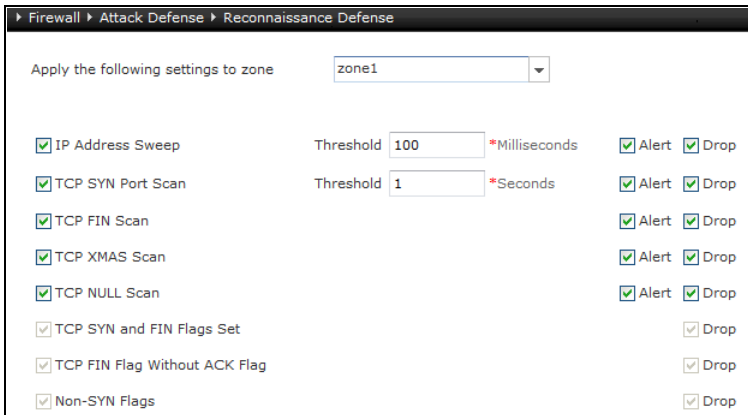 Firewall Attack Defense Reconnaissance Defense
Apply the following settings to zone zone1
IP Address Sweep Threshold 100 *Milliseconds Alert Drop
TCP SYN Port Scan Threshold 1 *Seconds Alert Drop
TCP FIN Scan Alert Drop
TCP XMAS Scan Alert Drop
TCP NULL Scan Alert Drop
TCP SYN and FIN Flags Set Drop
TCP FIN Flag Without ACK Flag Drop
Non-SYN Flags Drop